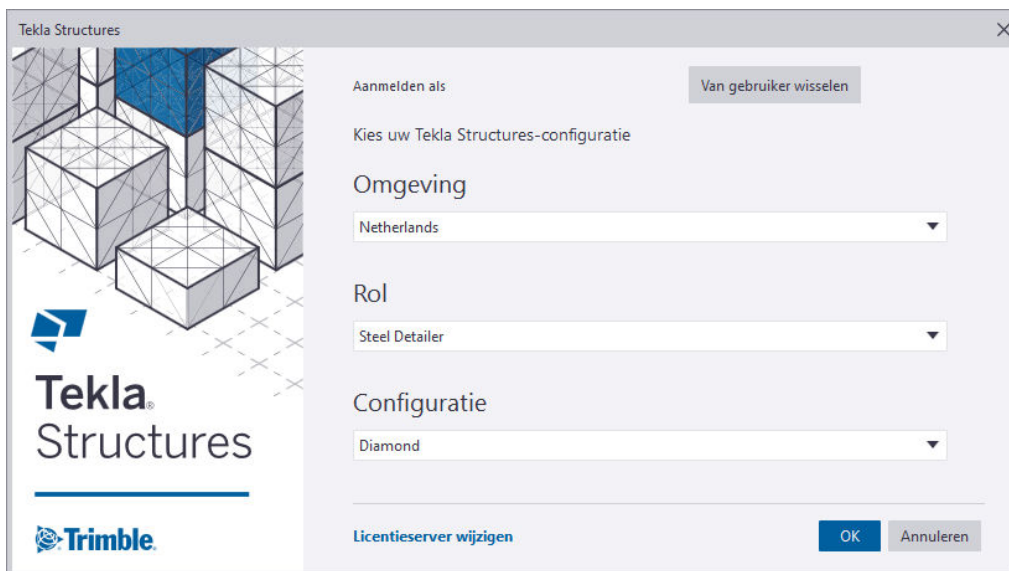 Tekla Structures
Aanmelden als
Van gebruiker wisselen
Kies uw Tekla Structures-configuratie
Omgeving
Netherlands
Rol
Steel Detailer
Configuratie
Diamond
Licentieserver wijzigen
OK
Annuleren
Tekla®
Structures
Trimble.